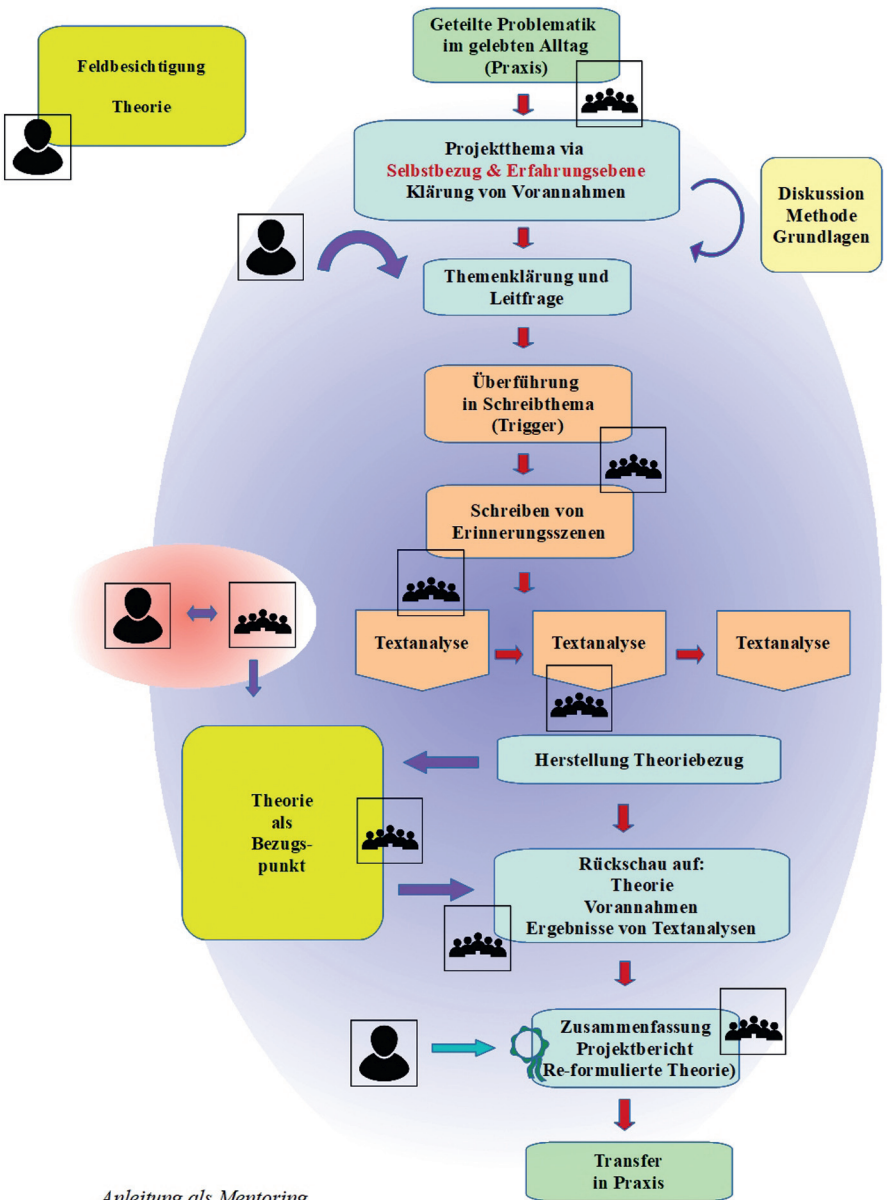 Feldbesichtigung
Theorie
Geteilte Problematik
im gelebten Alltag
(Praxis)
Projektthema via
Selbstbezug & Erfahrungsebene
Klärung von Vorannahmen
Diskussion
Methode
Grundlagen
Themenklärung und
Leitfrage
Überführung
in Schreibthema
(Trigger)
Schreiben von
Erinnerungsszenen
Textanalyse
Textanalyse
Textanalyse
Herstellung Theoriebezug
Theorie
als
Bezugs-
punkt
Rückschau auf:
Theorie
Vorannahmen
Ergebnisse von Textanalysen
Zusammenfassung
Projektbericht
(Re-formulierte Theorie)
Transfer
in Praxis
Anleitung als Mentoring